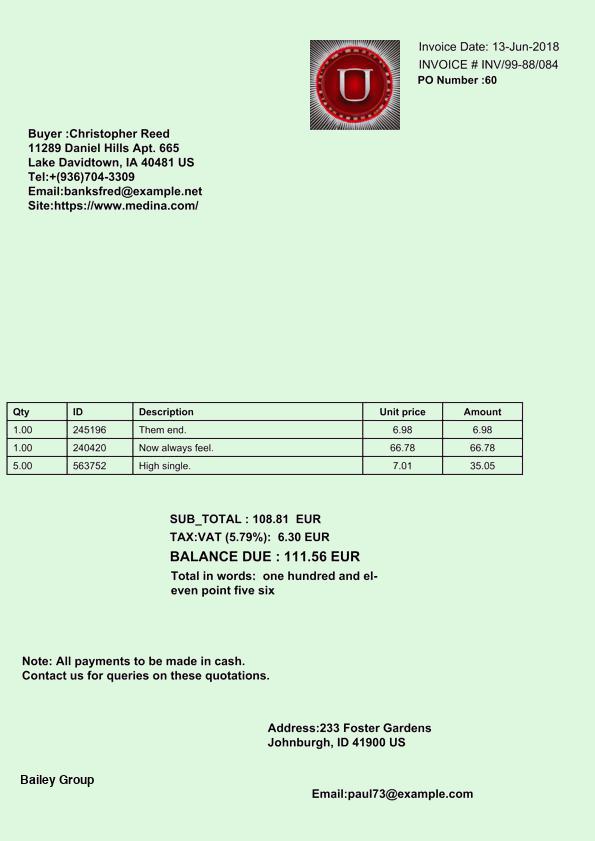 U
Invoice Date: 13-Jun-2018
INVOICE # INV/99-88/084
PO Number :60
Buyer :Christopher Reed
11289 Daniel Hills Apt. 665
Lake Davidtown, IA 40481 US
Tel:+(936)704-3309
Email:banksfred@example.net
Site:https://www.medina.com/
Qty ID Description Unit price Amount
1.00 245196 Them end. 6.98 6.98
1.00 240420 Now always feel. 66.78 66.78
5.00 563752 High single. 7.01 35.05
SUB_TOTAL : 108.81 EUR
TAX:VAT (5.79%): 6.30 EUR
BALANCE DUE : 111.56 EUR
Total in words: one hundred and el-
even point five six
Note: All payments to be made in cash.
Contact us for queries on these quotations.
Address:233 Foster Gardens
Johnburgh, ID 41900 US
Bailey Group
Email:paul73@example.com